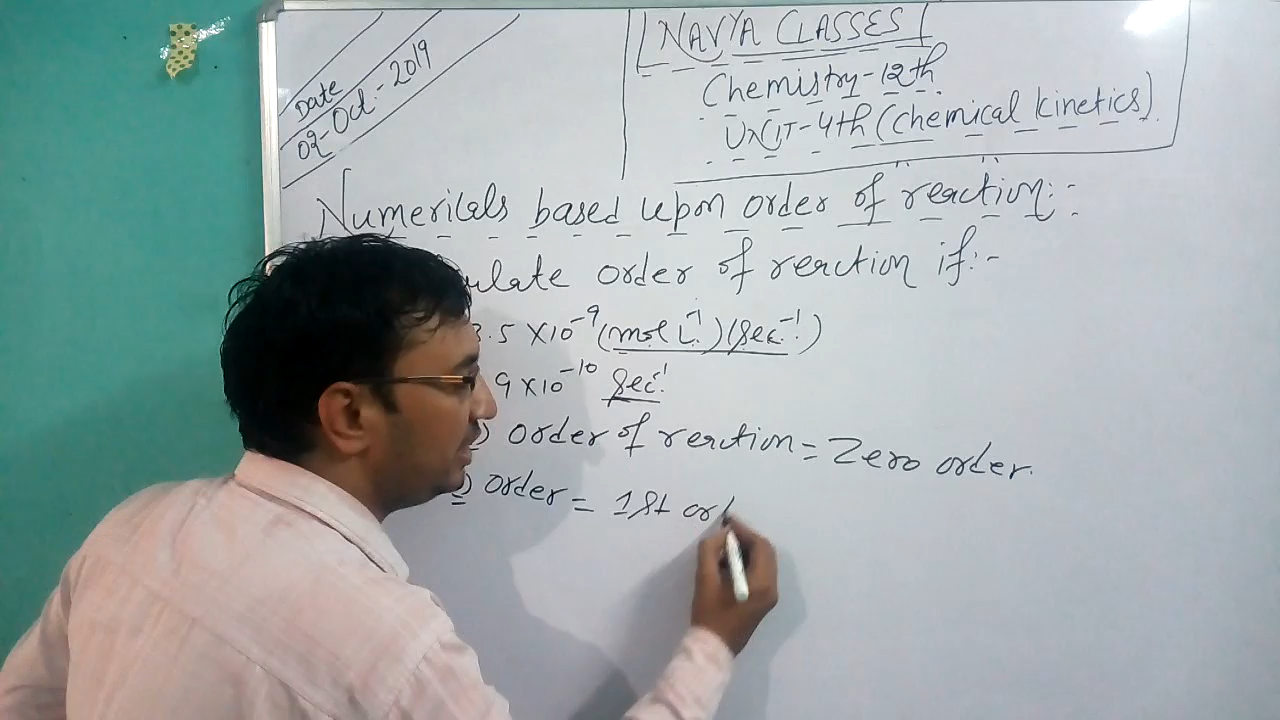 Date
02-Oct.-2019
NAVYA CLASSES
Chemistry-12th.
UNIT-4th (Chemical kinetics)
Numericals based upon order of reaction:-
order of reaction if:-
3.5 X10⁻⁹ (mol L⁻¹) (Sec⁻¹)
9 X10⁻¹⁰ Sec⁻¹
order of reaction = Zero order.
order = 1st ord